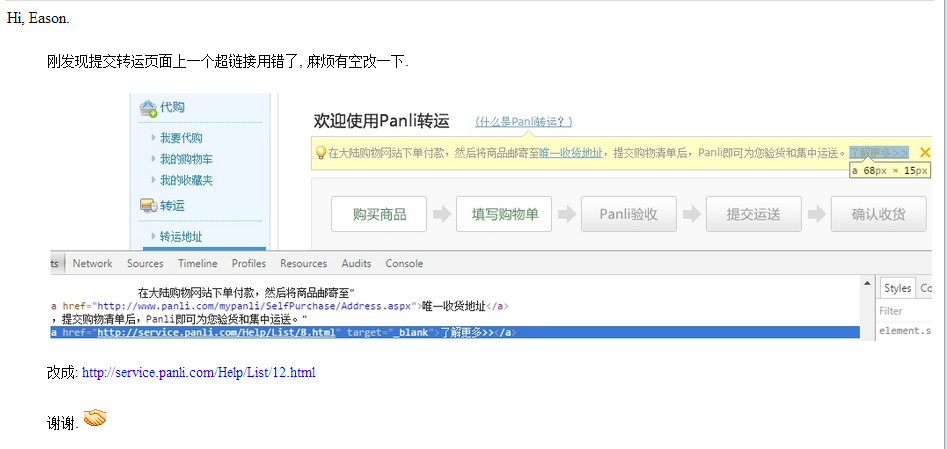 Hi, Eason.
刚发现提交转运页面上一个超链接用错了, 麻烦有空改一下.
代购
我要代购
我的购物车
我的收藏夹
转运
转运地址
欢迎使用Panli转运 (什么是Panli转运？)
在大陆购物网站下单付款，然后将商品邮寄至唯一收货地址，提交购物清单后，Panli即可为您验货和集中运送。了解更多>>
a 68px × 15px
购买商品 填写购物单 Panli验收 提交运送 确认收货
ts Network Sources Timeline Profiles Resources Audits Console
在大陆购物网站下单付款，然后将商品邮寄至"
a href="http://www.panli.com/mypanli/SelfPurchase/Address.aspx">唯一收货地址</a>
，提交购物清单后，Panli即可为您验货和集中运送。"
a href="http://service.panli.com/Help/List/8.html" target="_blank">了解更多>></a>
Styles Co
Filter
element.s
改成: http://service.panli.com/Help/List/12.html
谢谢.